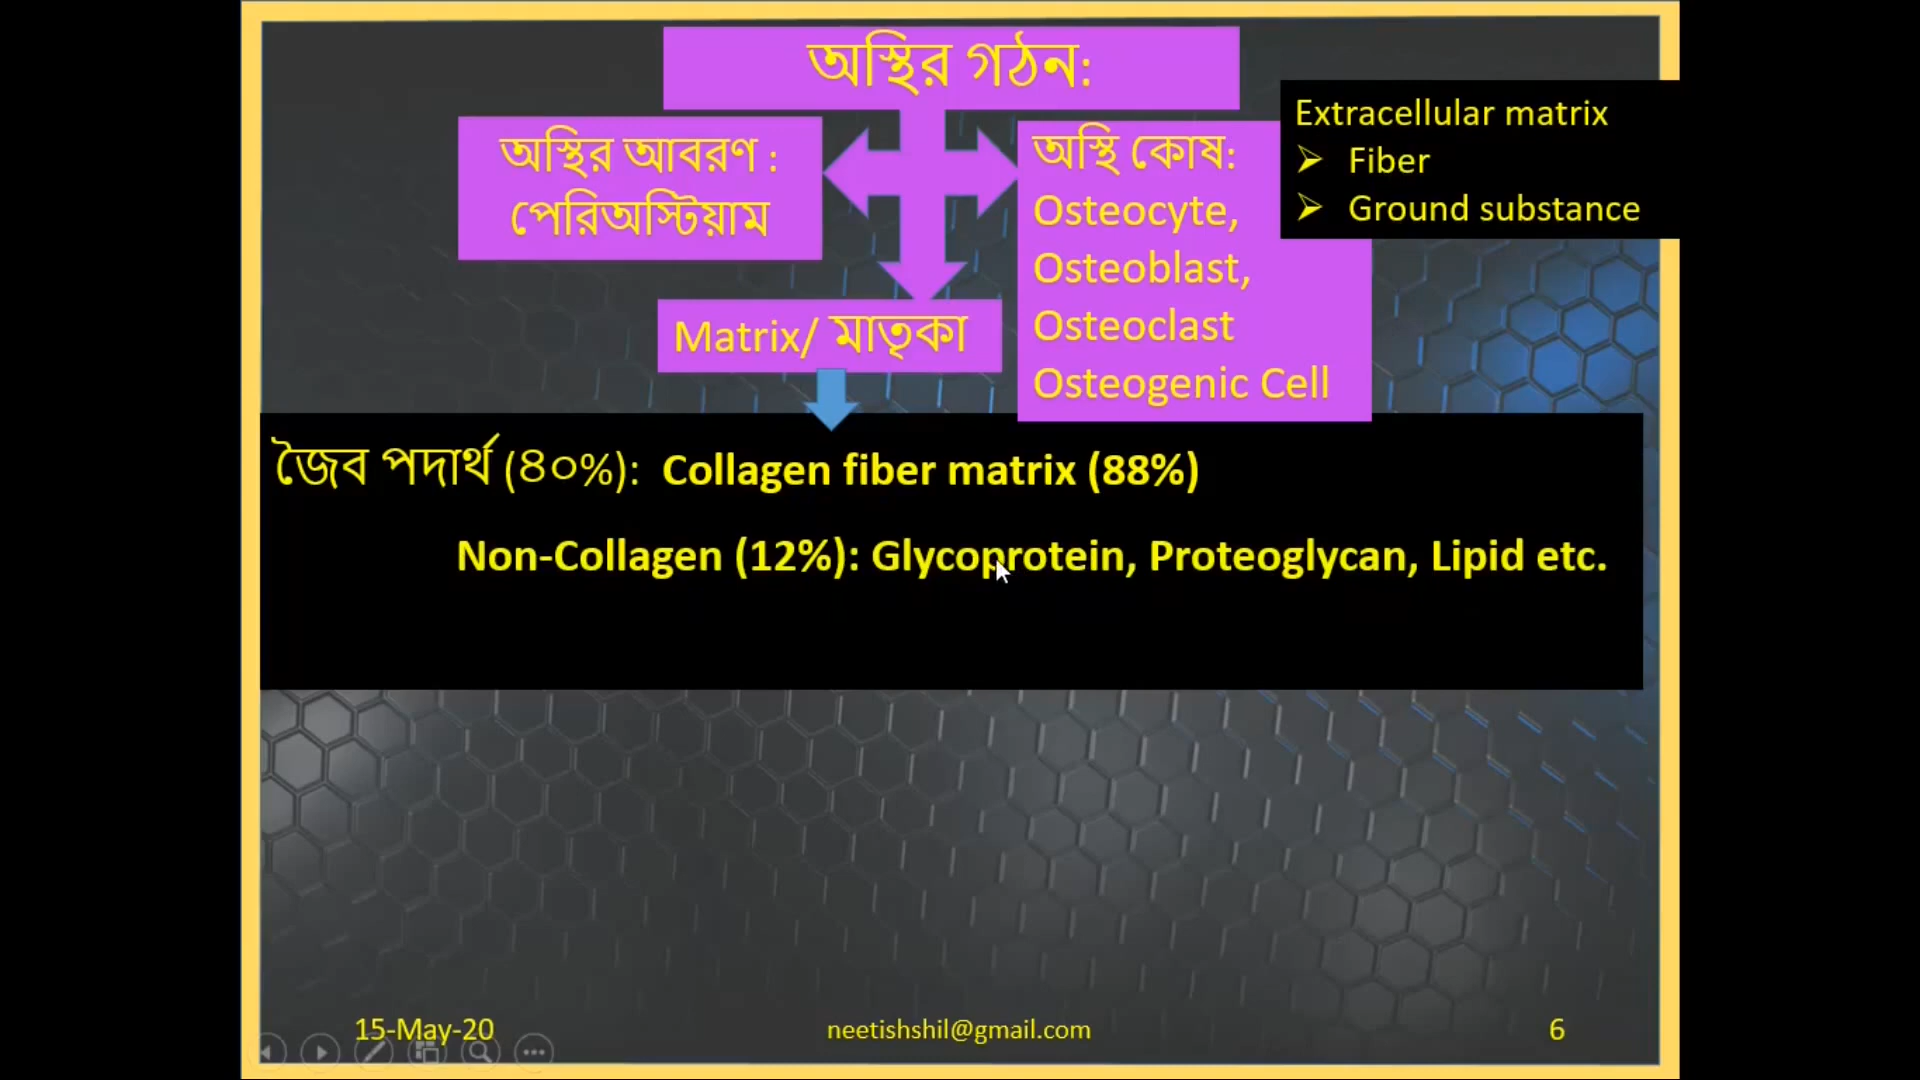 অস্থির গঠন:
অস্থির আবরণ :
পেরিঅস্টিয়াম
অস্থি কোষ:
Osteocyte,
Osteoblast,
Osteoclast
Osteogenic Cell
Extracellular matrix
➢ Fiber
➢ Ground substance
Matrix/ মাতৃকা
জৈব পদার্থ (৪০%): Collagen fiber matrix (88%)
Non-Collagen (12%): Glycoprotein, Proteoglycan, Lipid etc.
15-May-20
neetishshil@gmail.com
6